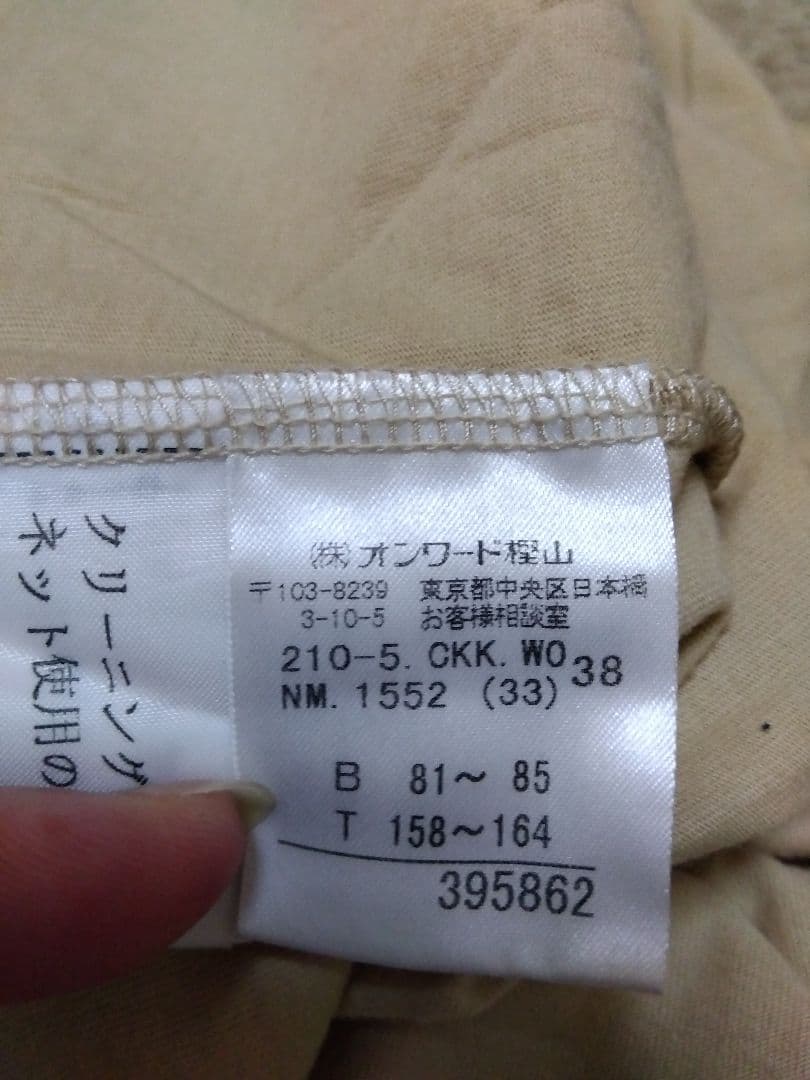 (株)オンワード樫山
〒103-8239 東京都中央区日本橋
3-10-5 お客様相談室
210-5. CKK. WO 38
NM. 1552 (33)
B 81～ 85
T 158～164
395862
クリーニング
ネット使用の